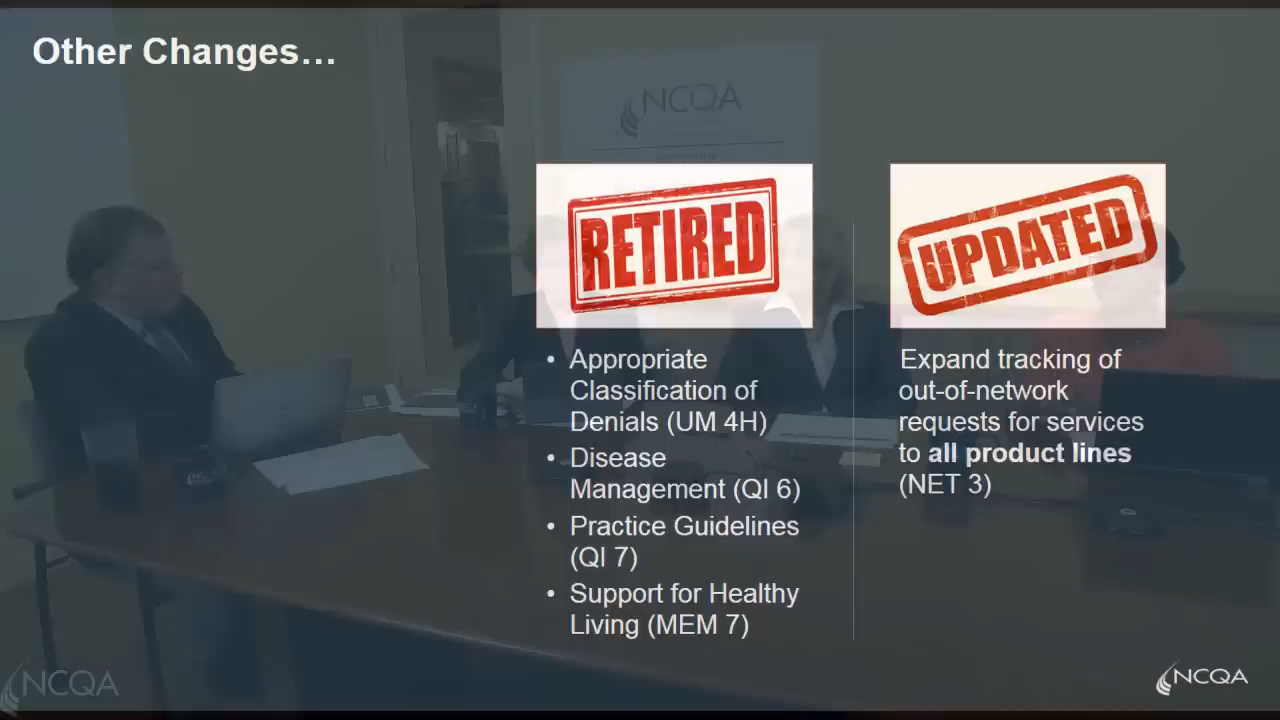 Other Changes…
NCQA
RETIRED
UPDATED
• Appropriate
Classification of
Denials (UM 4H)
• Disease
Management (QI 6)
• Practice Guidelines
(QI 7)
• Support for Healthy
Living (MEM 7)
Expand tracking of
out-of-network
requests for services
to all product lines
(NET 3)
NCQA
NCQA